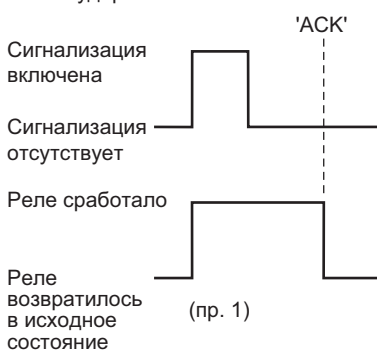 'ACK'
Сигнализация
включена
Сигнализация
отсутствует
Реле сработало
Реле
возвратилось
в исходное
состояние
(пр. 1)